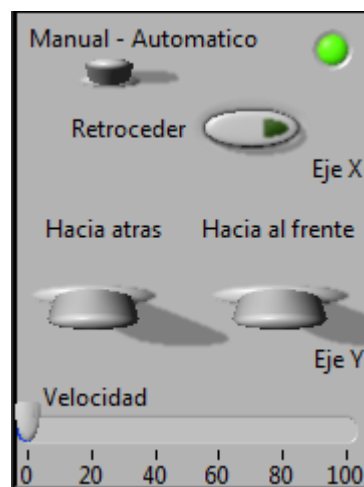 Manual - Automatico
Retroceder
Eje X
Hacia atras Hacia al frente
Eje Y
Velocidad
0 20 40 60 80 100